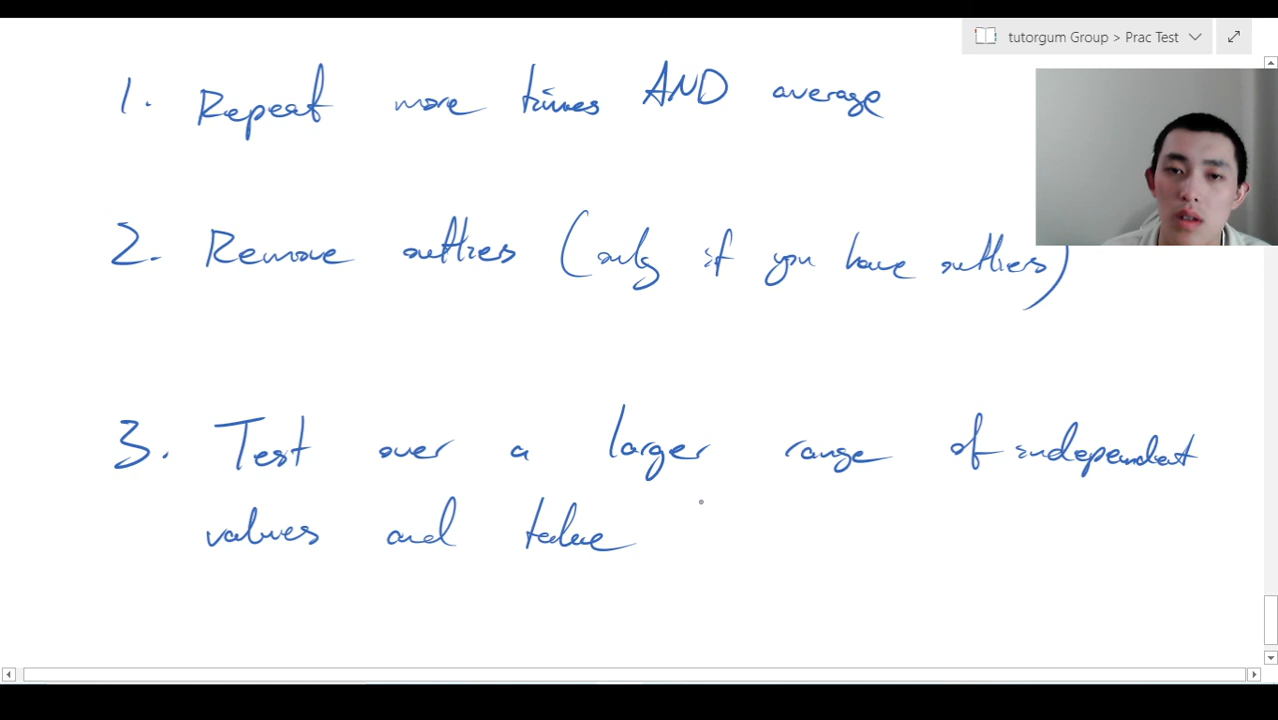 tutorgum Group > Prac Test
1. Repeat more times AND average
2. Remove outliers (only if you have outliers)
3. Test over a larger range of independent
values and